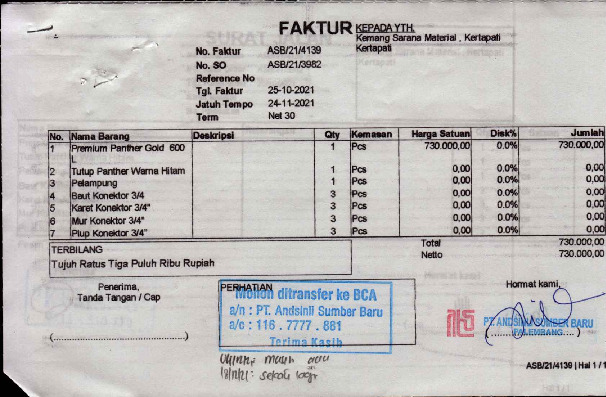 FAKTUR
KEPADA YTH.
Kemang Sarana Material , Kertapati
Kertapati
No. Faktur ASB/21/4139
No. SO ASB/21/3982
Reference No
Tgl. Faktur 25-10-2021
Jatuh Tempo 24-11-2021
Term Net 30
No. Nama Barang Deskripsi Qty Kemasan Harga Satuan Disk% Jumlah
1 Premium Panther Gold 600 1 Pcs 730.000,00 0.0% 730.000,00
L
2 Tutup Panther Warna Hitam 1 Pcs 0,00 0.0% 0,00
3 Pelampung 1 Pcs 0,00 0.0% 0,00
4 Baut Konektor 3/4 3 Pcs 0,00 0.0% 0,00
5 Karet Konektor 3/4" 3 Pcs 0,00 0.0% 0,00
6 Mur Konektor 3/4" 3 Pcs 0,00 0.0% 0,00
7 Plup Konektor 3/4" 3 Pcs 0,00 0.0% 0,00
TERBILANG
Tujuh Ratus Tiga Puluh Ribu Rupiah
Total 730.000,00
Netto 730.000,00
Penerima,
Tanda Tangan / Cap
(................................)
PERHATIAN
Mohon ditransfer ke BCA
a/n : PT. Andsinil Sumber Baru
a/c : 116 . 7777 . 881
Terima Kasih
Hormat kami,
PT. ANDSINIL SUMBER BARU
PALEMBANG
sekali lagi
ASB/21/4139 | Hal 1 / 1